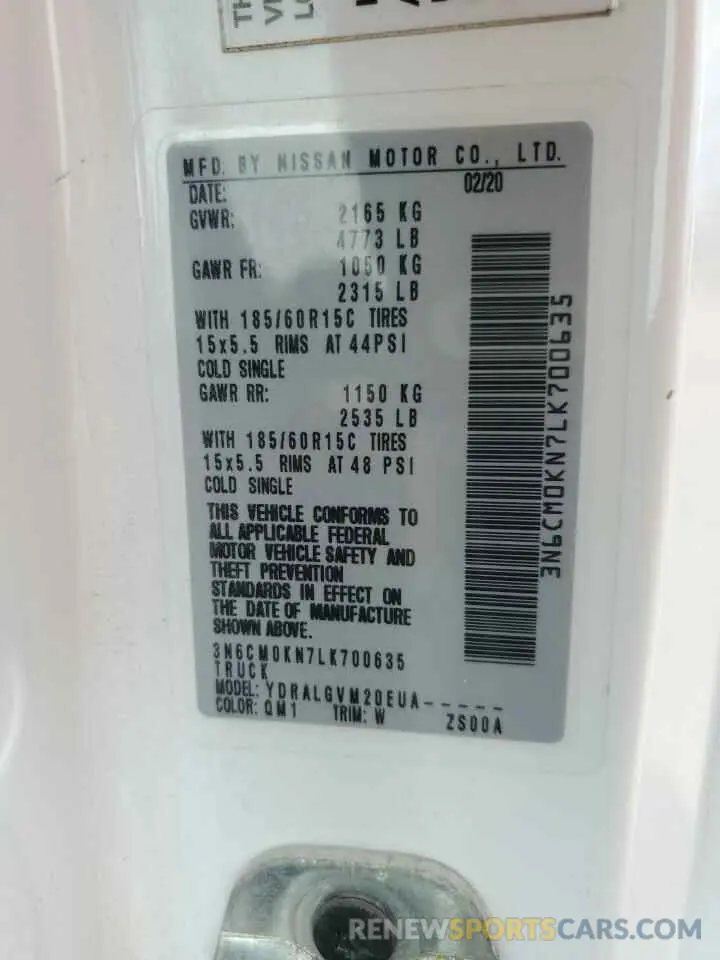 MFD. BY NISSAN MOTOR CO., LTD.
DATE: 02/20
GVWR: 2165 KG
4773 LB
GAWR FR: 1050 KG
2315 LB
WITH 185/60R15C TIRES
15x5.5 RIMS AT 44PSI
COLD SINGLE
GAWR RR: 1150 KG
2535 LB
WITH 185/60R15C TIRES
15x5.5 RIMS AT 48 PSI
COLD SINGLE
THIS VEHICLE CONFORMS TO
ALL APPLICABLE FEDERAL
MOTOR VEHICLE SAFETY AND
THEFT PREVENTION
STANDARDS IN EFFECT ON
THE DATE OF MANUFACTURE
SHOWN ABOVE.
3N6CM0KN7LK700635
TRUCK
MODEL: YDRALGVM20EUA-----
COLOR: QM1 TRIM: W ZS00A
3N6CM0KN7LK700635
RENEWSPORTSCARS.COM